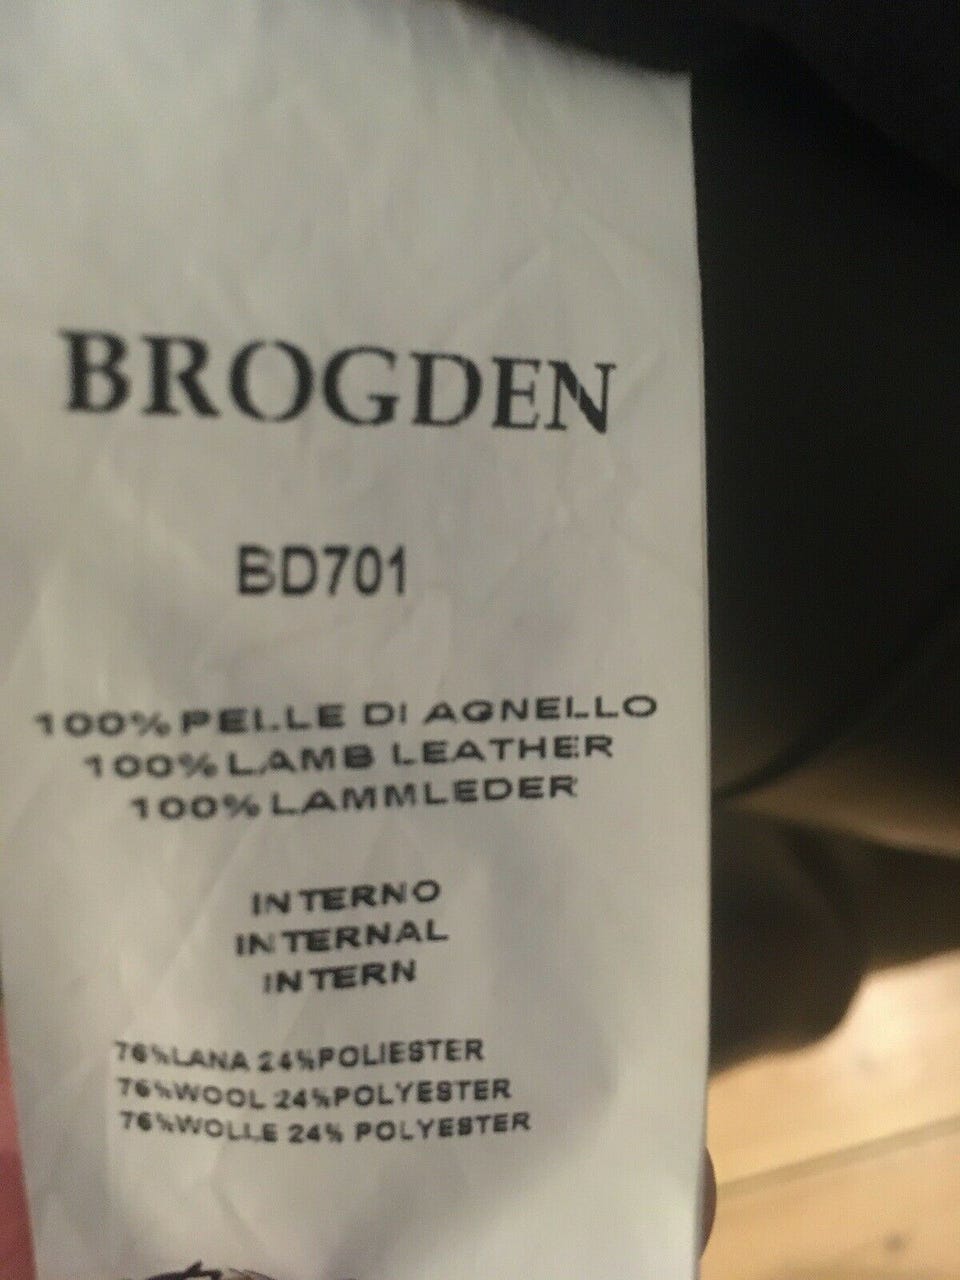 BROGDEN
BD701
100% PELLE DI AGNELLO
100% LAMB LEATHER
100% LAMMLEDER
INTERNO
INTERNAL
INTERN
76%LANA 24%POLIESTER
76%WOOL 24%POLYESTER
76%WOLLE 24% POLYESTER